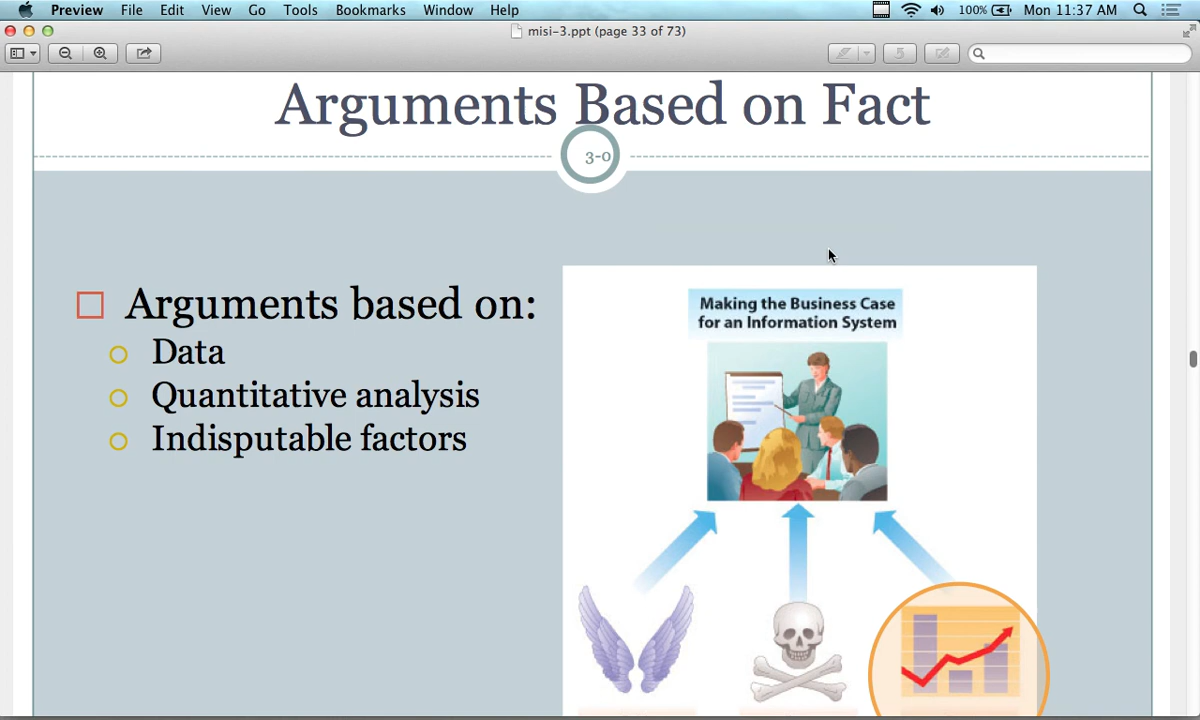 Preview File Edit View Go Tools Bookmarks Window Help 100% Mon 11:37 AM
misi-3.ppt (page 33 of 73)
5
Arguments Based on Fact
3-0
Arguments based on:
Data
Quantitative analysis
Indisputable factors
Making the Business Case
for an Information System